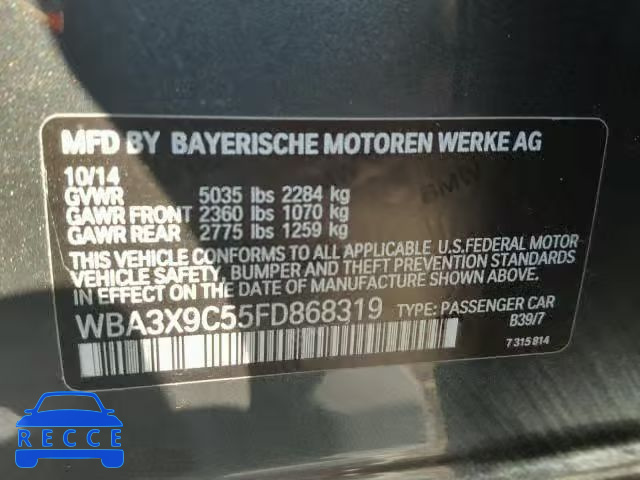 MFD BY BAYERISCHE MOTOREN WERKE AG
10/14
GVWR 5035 lbs 2284 kg
GAWR FRONT 2360 lbs 1070 kg
GAWR REAR 2775 lbs 1259 kg
THIS VEHICLE CONFORMS TO ALL APPLICABLE U.S.FEDERAL MOTOR
VEHICLE SAFETY, BUMPER AND THEFT PREVENTION STANDARDS
IN EFFECT ON THE DATE OF MANUFACTURE SHOWN ABOVE.
WBA3X9C55FD868319 TYPE: PASSENGER CAR
B39/7
7 315 814
RECCE